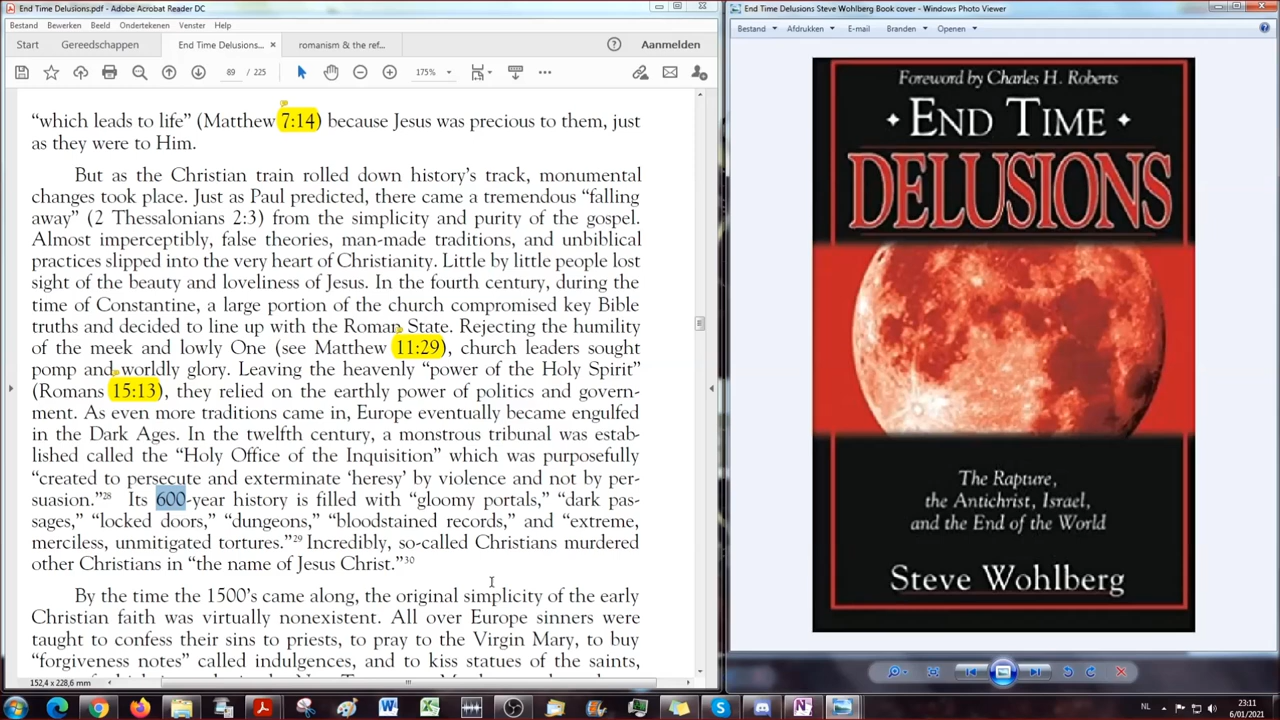 End Time Delusions.pdf - Adobe Acrobat Reader DC
Bestand Bewerken Beeld Ondertekenen Venster Help
Start Gereedschappen End Time Delusions... × romanism & the ref... Aanmelden
89 / 225 175%
“which leads to life” (Matthew 7:14) because Jesus was precious to them, just
as they were to Him.
But as the Christian train rolled down history’s track, monumental
changes took place. Just as Paul predicted, there came a tremendous “falling
away” (2 Thessalonians 2:3) from the simplicity and purity of the gospel.
Almost imperceptibly, false theories, man-made traditions, and unbiblical
practices slipped into the very heart of Christianity. Little by little people lost
sight of the beauty and loveliness of Jesus. In the fourth century, during the
time of Constantine, a large portion of the church compromised key Bible
truths and decided to line up with the Roman State. Rejecting the humility
of the meek and lowly One (see Matthew 11:29), church leaders sought
pomp and worldly glory. Leaving the heavenly “power of the Holy Spirit”
(Romans 15:13), they relied on the earthly power of politics and govern-
ment. As even more traditions came in, Europe eventually became engulfed
in the Dark Ages. In the twelfth century, a monstrous tribunal was estab-
lished called the “Holy Office of the Inquisition” which was purposefully
“created to persecute and exterminate ‘heresy’ by violence and not by per-
suasion.”28 Its 600-year history is filled with “gloomy portals,” “dark pas-
sages,” “locked doors,” “dungeons,” “bloodstained records,” and “extreme,
merciless, unmitigated tortures.”29 Incredibly, so-called Christians murdered
other Christians in “the name of Jesus Christ.”30
By the time the 1500’s came along, the original simplicity of the early
Christian faith was virtually nonexistent. All over Europe sinners were
taught to confess their sins to priests, to pray to the Virgin Mary, to buy
“forgiveness notes” called indulgences, and to kiss statues of the saints,
152,4 x 228,6 mm
End Time Delusions Steve Wohlberg Book cover - Windows Photo Viewer
Bestand Afdrukken E-mail Branden Openen
Foreword by Charles H. Roberts
END TIME
DELUSIONS
The Rapture,
the Antichrist, Israel,
and the End of the World
Steve Wohlberg
NL
23:11
6/01/2021